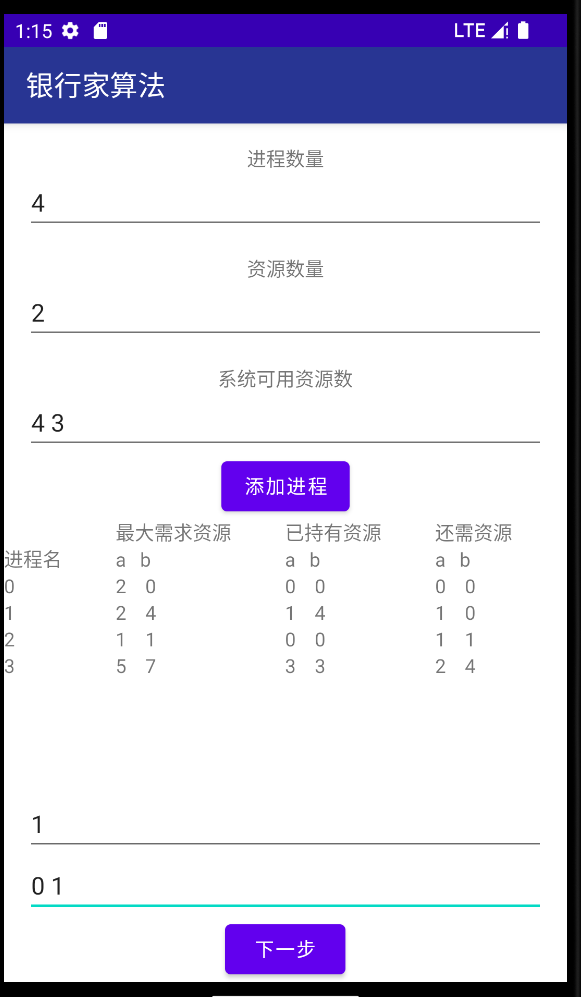 1:15 LTE
银行家算法
进程数量
4
资源数量
2
系统可用资源数
4 3
添加进程
最大需求资源 已持有资源 还需资源
进程名 a b a b a b
0 2 0 0 0 0 0
1 2 4 1 4 1 0
2 1 1 0 0 1 1
3 5 7 3 3 2 4
1
0 1
下一步